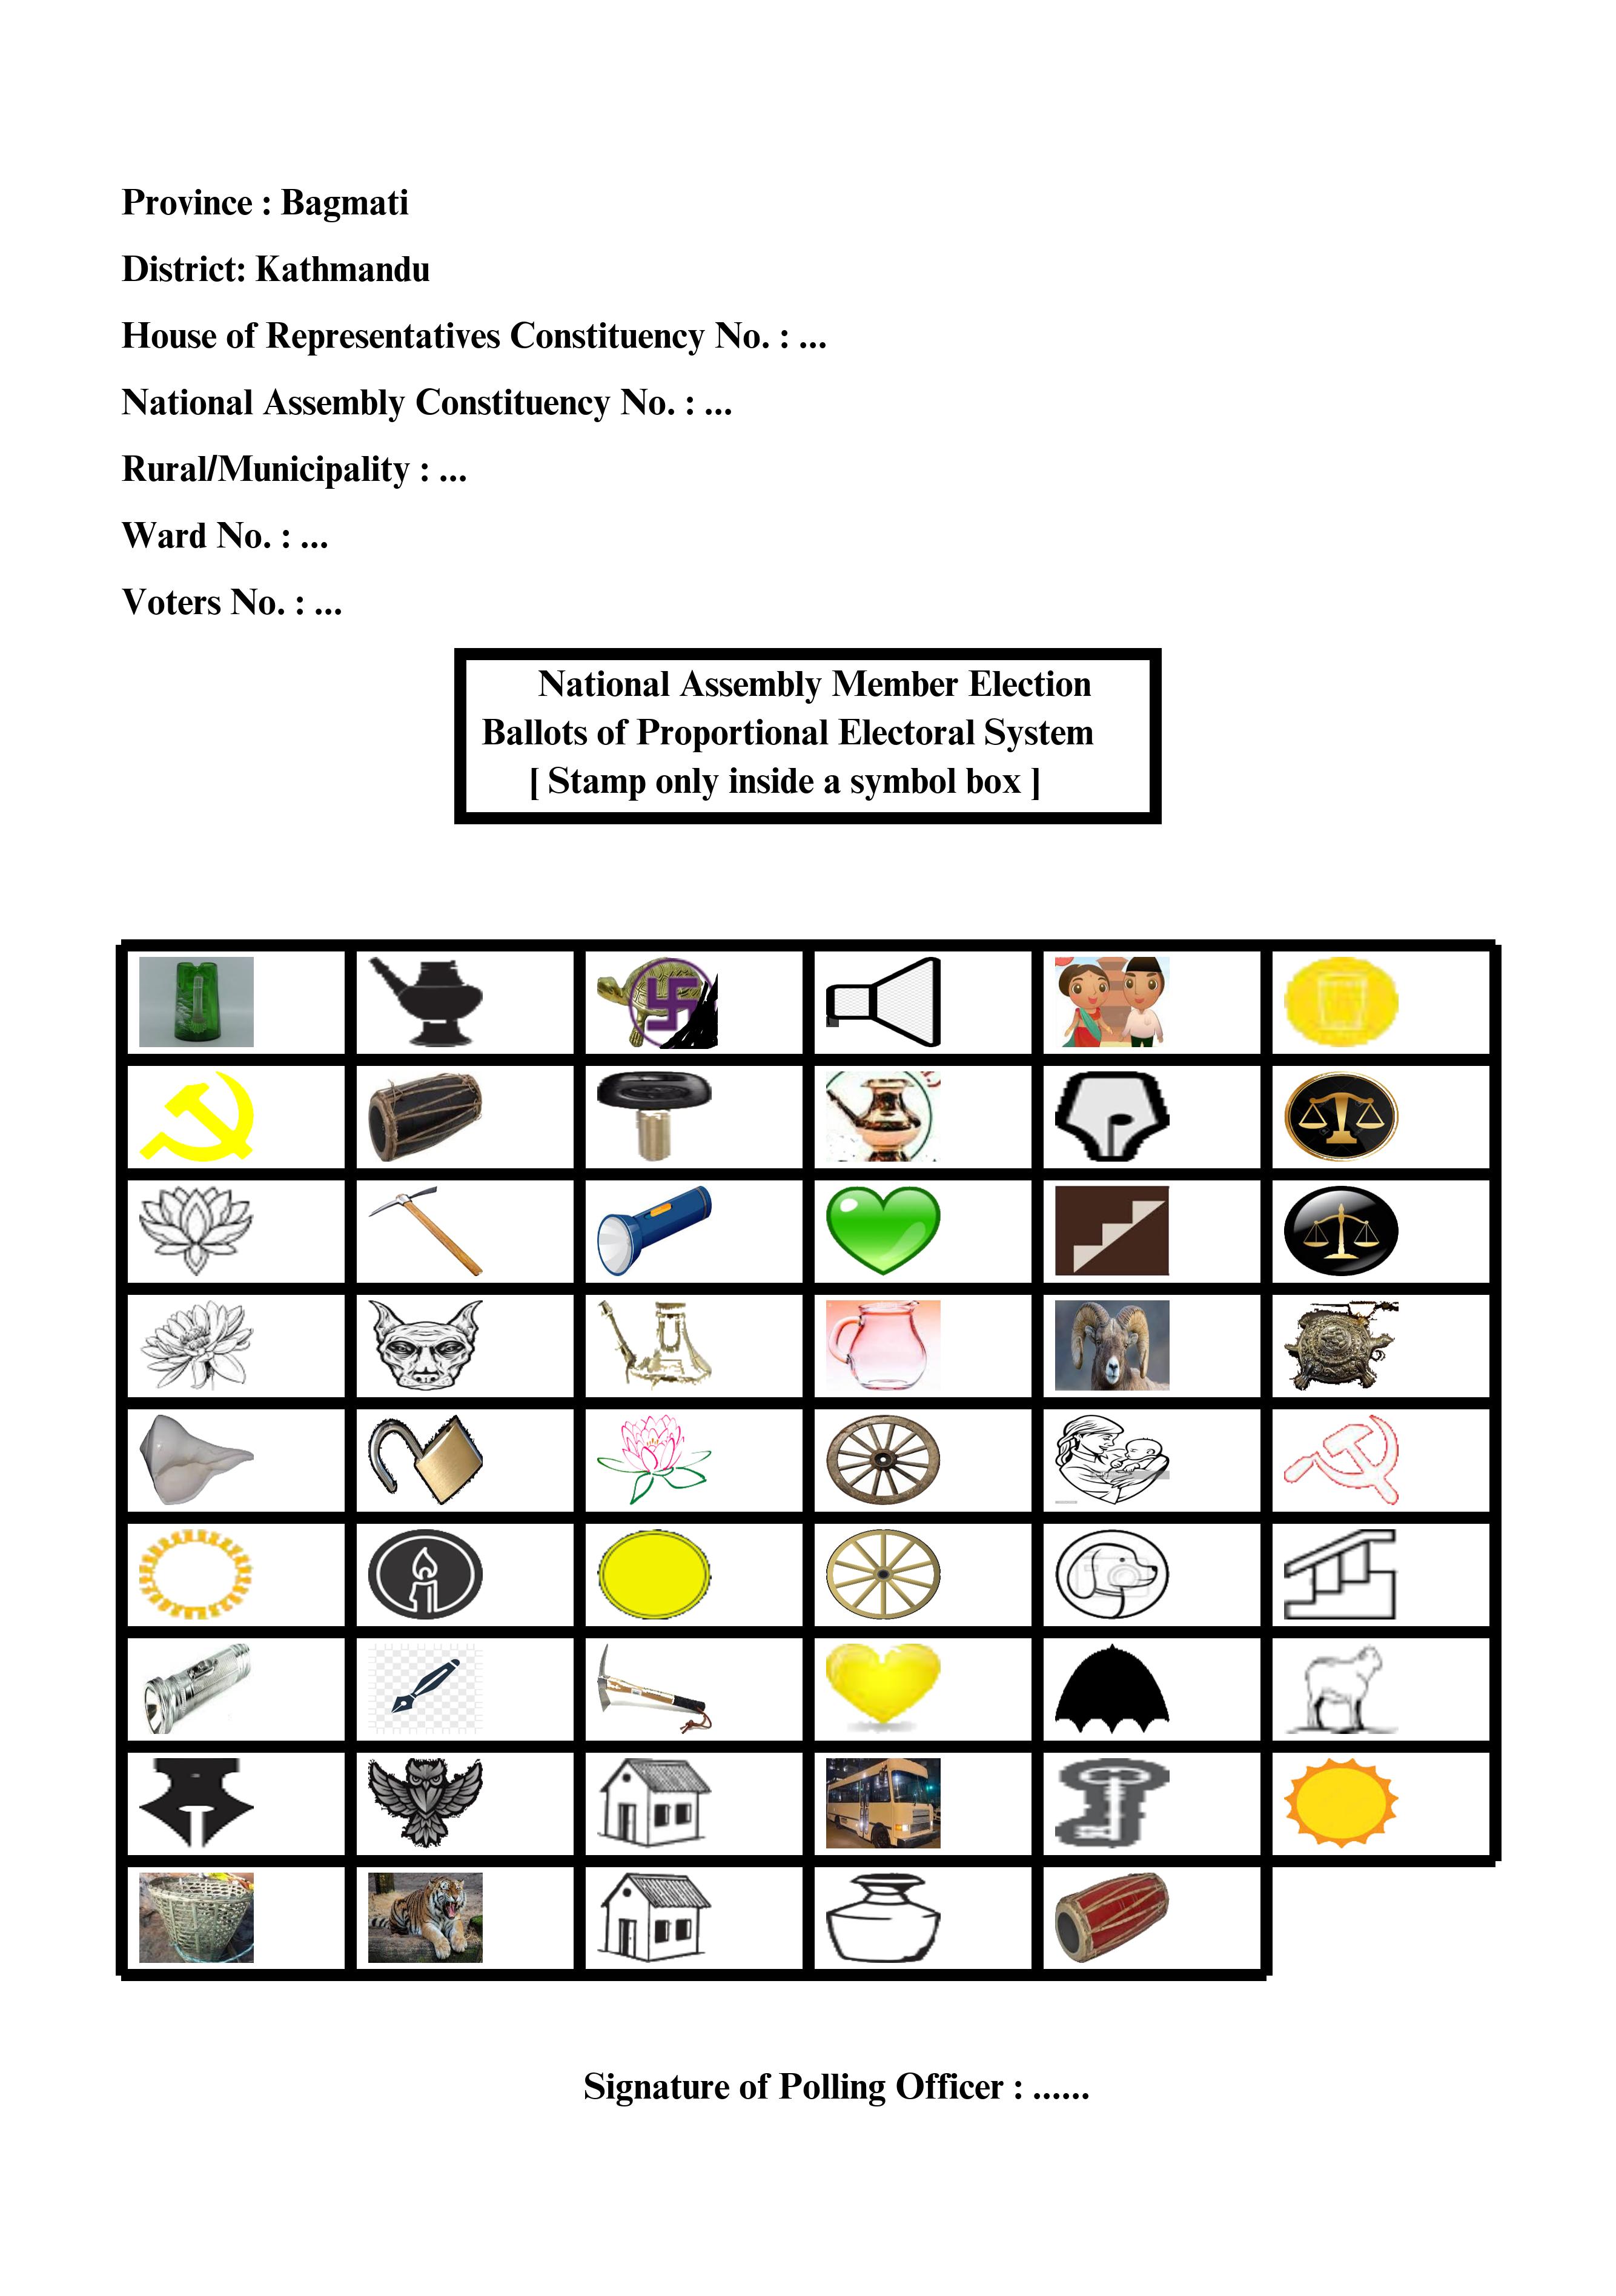 Province : Bagmati
District: Kathmandu
House of Representatives Constituency No. : ...
National Assembly Constituency No. : ...
Rural/Municipality : ...
Ward No. : ...
Voters No. : ...
National Assembly Member Election
Ballots of Proportional Electoral System
[ Stamp only inside a symbol box ]
Signature of Polling Officer : ......